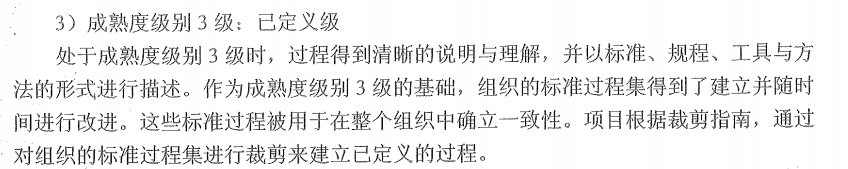 3）成熟度级别 3 级：已定义级
处于成熟度级别 3 级时，过程得到清晰的说明与理解，并以标准、规程、工具与方
法的形式进行描述。作为成熟度级别 3 级的基础，组织的标准过程集得到了建立并随时
间进行改进。这些标准过程被用于在整个组织中确立一致性。项目根据裁剪指南，通过
对组织的标准过程集进行裁剪来建立已定义的过程。